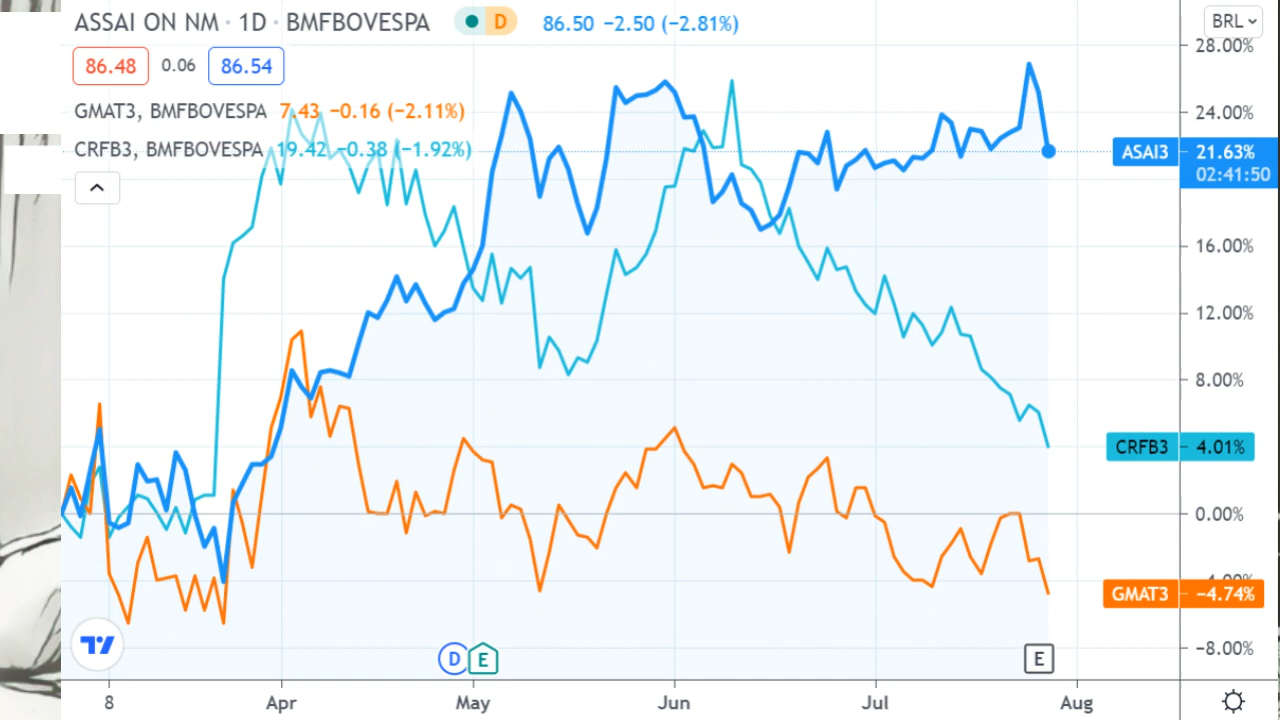 ASSAI ON NM · 1D · BMFBOVESPA D 86.50 −2.50 (−2.81%) BRL
86.48 0.06 86.54
GMAT3, BMFBOVESPA 7.43 −0.16 (−2.11%)
CRFB3, BMFBOVESPA 19.42 −0.38 (−1.92%)
28.00%
24.00%
ASAI3 21.63%
02:41:50
16.00%
12.00%
8.00%
CRFB3 4.01%
0.00%
−4.00%
GMAT3 −4.74%
−8.00%
D E E
8 Apr May Jun Jul Aug